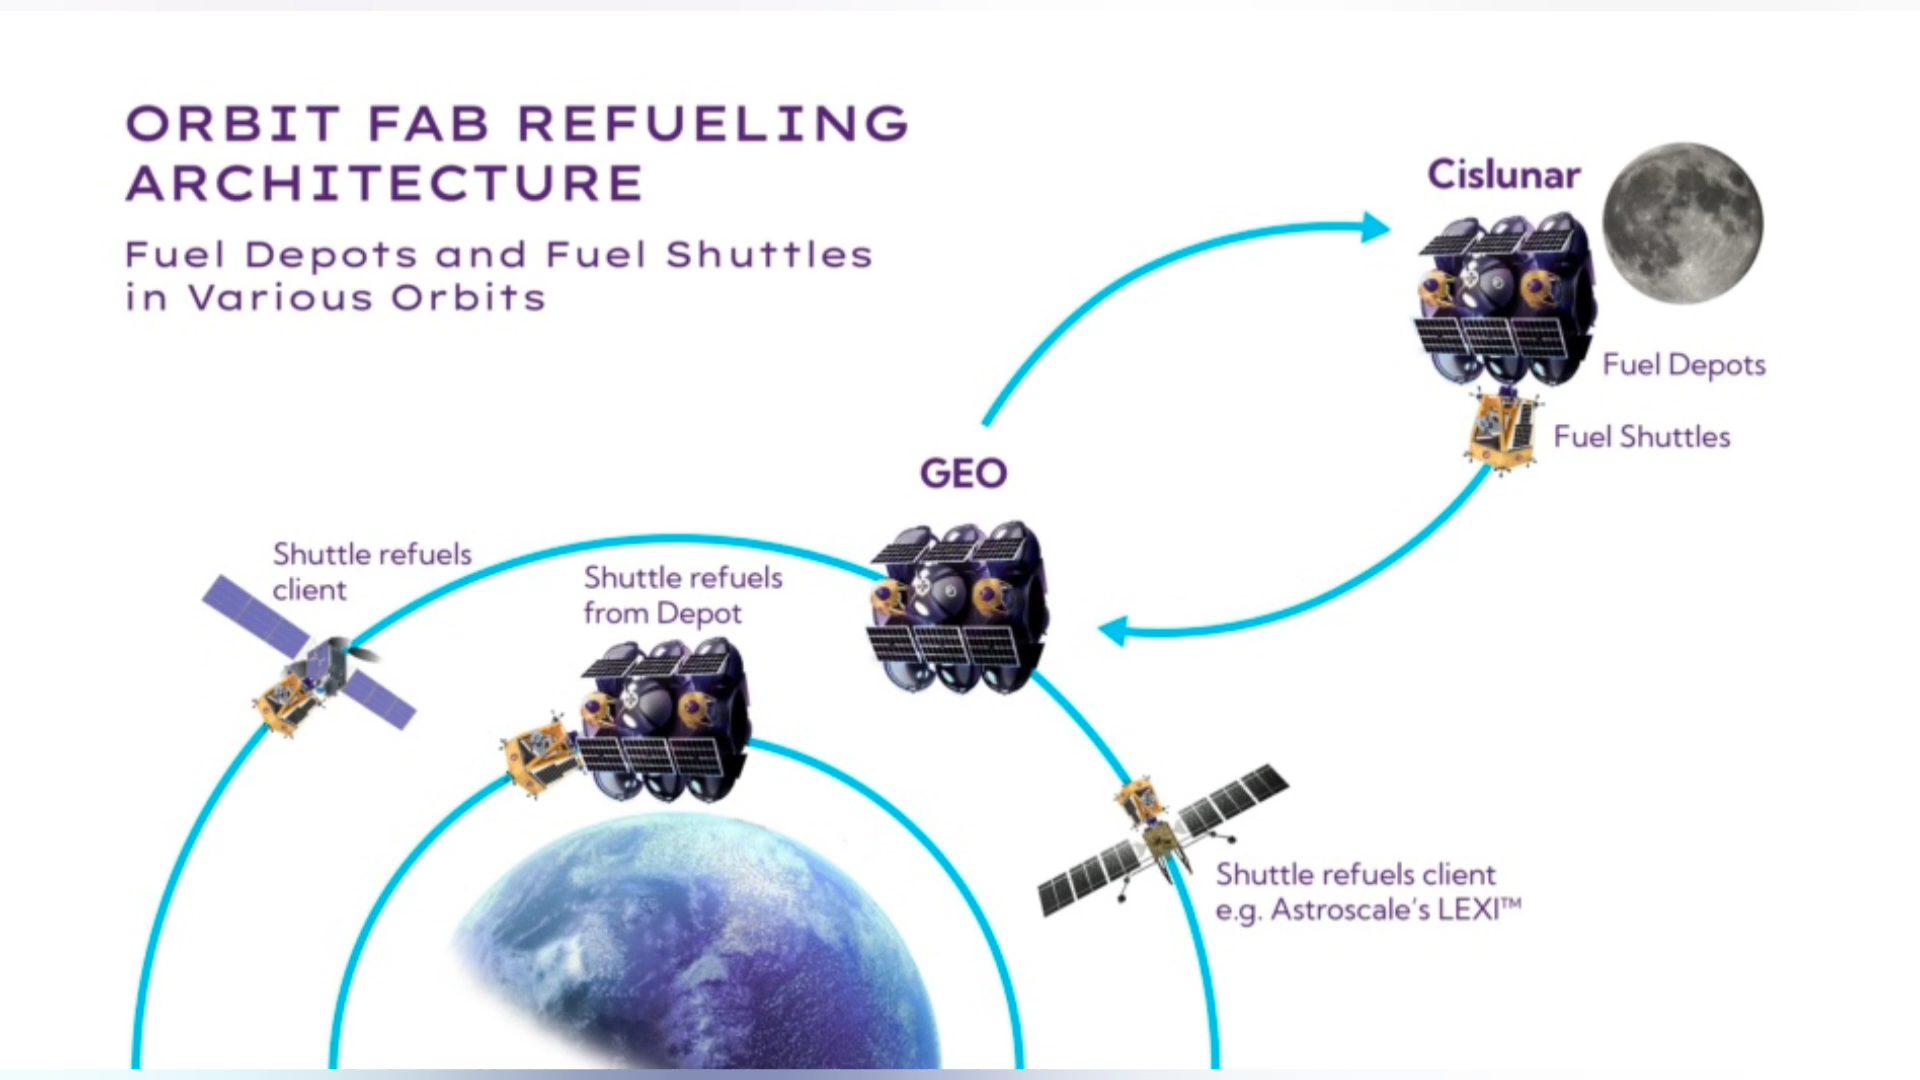 ORBIT FAB REFUELING
ARCHITECTURE
Fuel Depots and Fuel Shuttles
in Various Orbits
Cislunar
Fuel Depots
Fuel Shuttles
GEO
Shuttle refuels
client
Shuttle refuels
from Depot
Shuttle refuels client
e.g. Astroscale's LEXI™